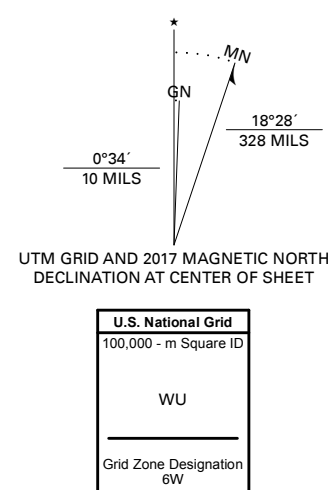 ★
MN
GN
18°28´
328 MILS
0°34´
10 MILS
UTM GRID AND 2017 MAGNETIC NORTH
DECLINATION AT CENTER OF SHEET
U.S. National Grid
100,000 - m Square ID
WU
Grid Zone Designation
6W